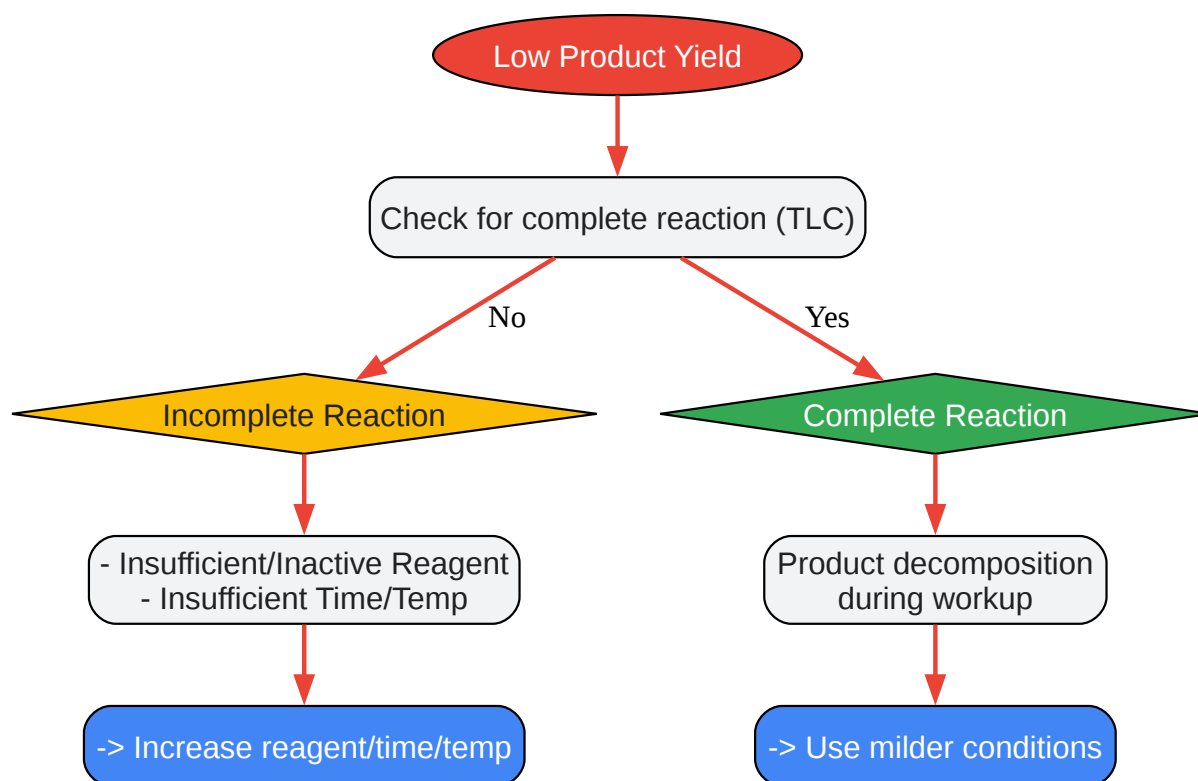 Low Product Yield
Check for complete reaction (TLC)
No
Yes
Incomplete Reaction
Complete Reaction
- Insufficient/Inactive Reagent
- Insufficient Time/Temp
Product decomposition
during workup
-> Increase reagent/time/temp
-> Use milder conditions